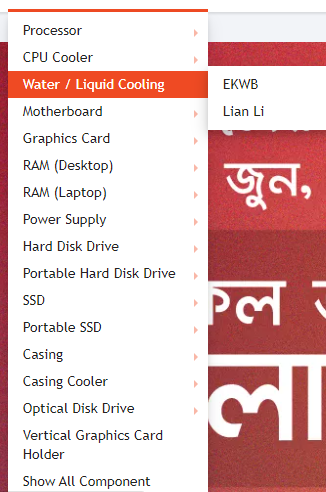 Processor
CPU Cooler
Water / Liquid Cooling
EKWB
Motherboard
Lian Li
Graphics Card
RAM (Desktop)
RAM (Laptop)
জুন,
Power Supply
Hard Disk Drive
Portable Hard Disk Drive
SSD
Portable SSD
Casing
Casing Cooler
Optical Disk Drive
Vertical Graphics Card
Holder
Show All Component